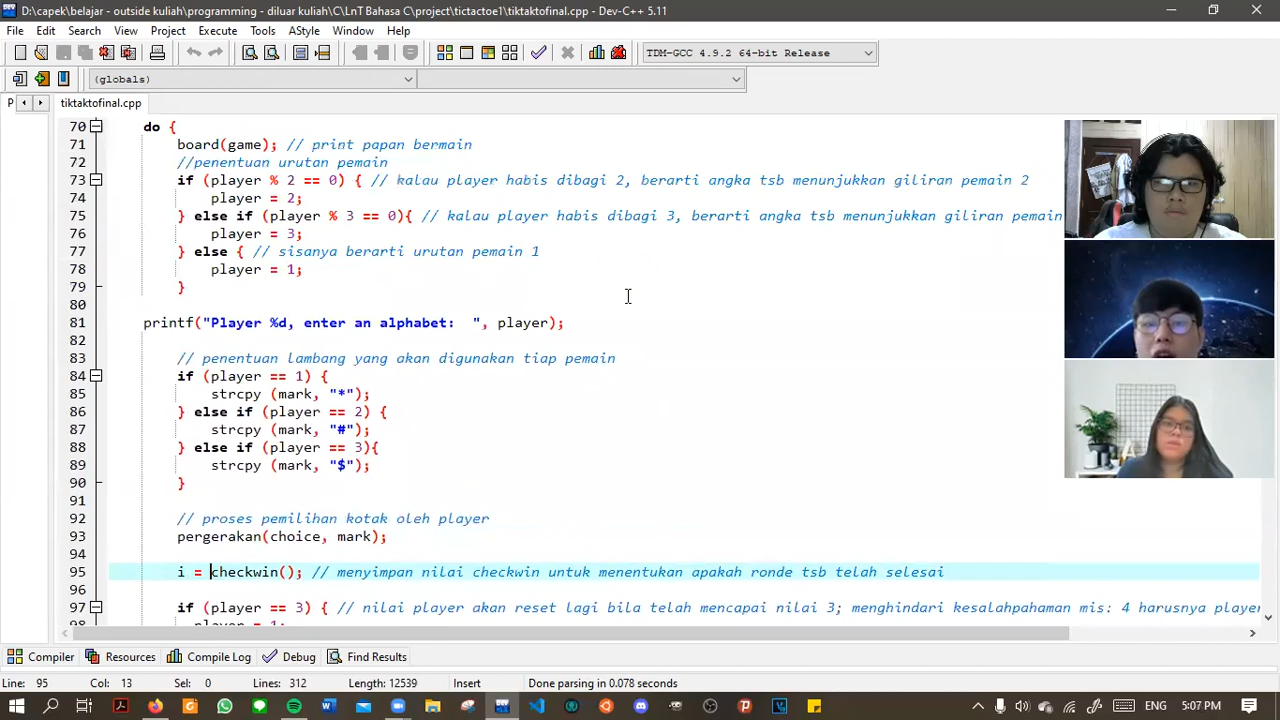 D:\capek\belajar - outside kuliah\programming - diluar kuliah\C\LnT Bahasa C\project\tictactoe1\tiktaktofinal.cpp - Dev-C++ 5.11
File Edit Search View Project Execute Tools AStyle Window Help
TDM-GCC 4.9.2 64-bit Release
(globals)
P
tiktaktofinal.cpp
70 do {
71 board(game); // print papan bermain
72 //penentuan urutan pemain
73 if (player % 2 == 0) { // kalau player habis dibagi 2, berarti angka tsb menunjukkan giliran pemain 2
74 player = 2;
75 } else if (player % 3 == 0){ // kalau player habis dibagi 3, berarti angka tsb menunjukkan giliran pemain
76 player = 3;
77 } else { // sisanya berarti urutan pemain 1
78 player = 1;
79 }
80
81 printf("Player %d, enter an alphabet:  ", player);
82
83 // penentuan lambang yang akan digunakan tiap pemain
84 if (player == 1) {
85 strcpy (mark, "*");
86 } else if (player == 2) {
87 strcpy (mark, "#");
88 } else if (player == 3){
89 strcpy (mark, "$");
90 }
91
92 // proses pemilihan kotak oleh player
93 pergerakan(choice, mark);
94
95 i = checkwin(); // menyimpan nilai checkwin untuk menentukan apakah ronde tsb telah selesai
96
97 if (player == 3) { // nilai player akan reset lagi bila telah mencapai nilai 3; menghindari kesalahpahaman mis: 4 harusnya player
98 player = 1;
Compiler Resources Compile Log Debug Find Results
Line: 95 Col: 13 Sel: 0 Lines: 312 Length: 12539 Insert Done parsing in 0.078 seconds
ENG 5:07 PM